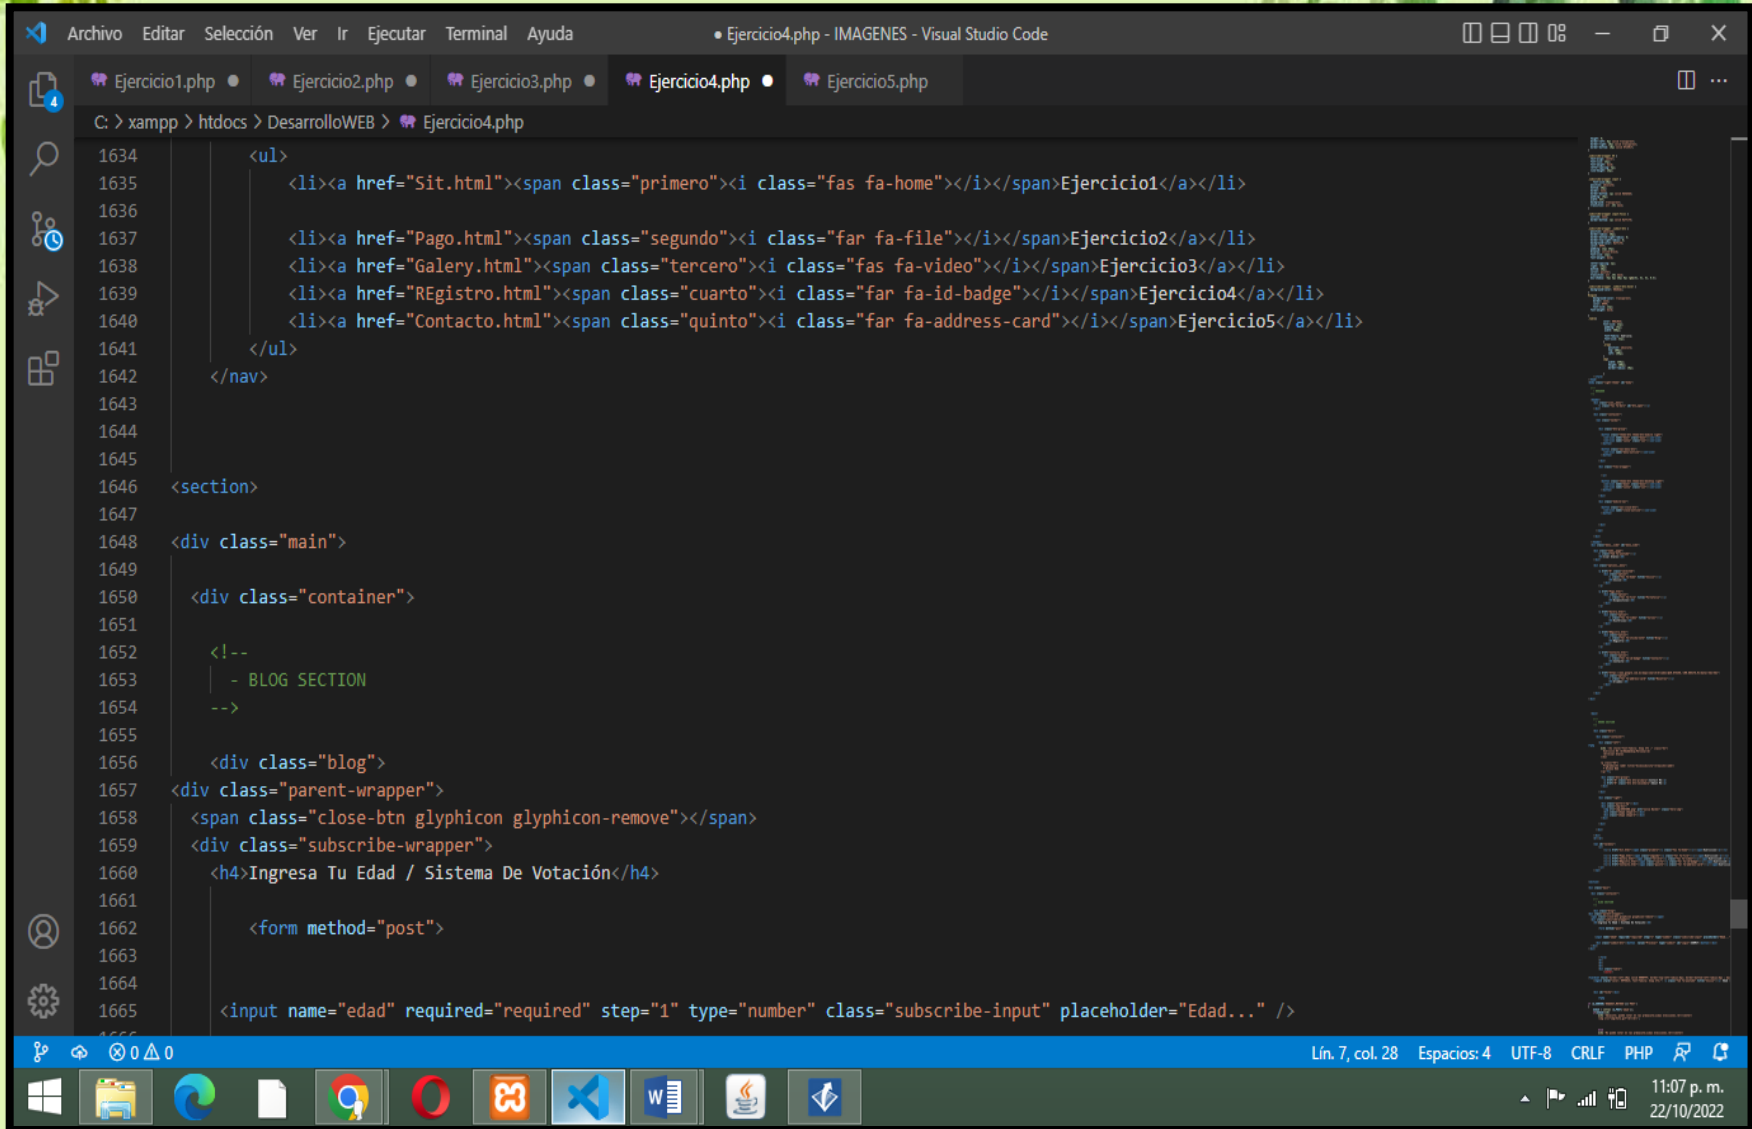 Archivo Editar Selección Ver Ir Ejecutar Terminal Ayuda
● Ejercicio4.php - IMAGENES - Visual Studio Code
Ejercicio1.php ● Ejercicio2.php ● Ejercicio3.php ● Ejercicio4.php ● Ejercicio5.php
4
C: > xampp > htdocs > DesarrolloWEB > Ejercicio4.php
1634 <ul>
1635 <li><a href="Sit.html"><span class="primero"><i class="fas fa-home"></i></span>Ejercicio1</a></li>
1636
1637 <li><a href="Pago.html"><span class="segundo"><i class="far fa-file"></i></span>Ejercicio2</a></li>
1638 <li><a href="Galery.html"><span class="tercero"><i class="fas fa-video"></i></span>Ejercicio3</a></li>
1639 <li><a href="REgistro.html"><span class="cuarto"><i class="far fa-id-badge"></i></span>Ejercicio4</a></li>
1640 <li><a href="Contacto.html"><span class="quinto"><i class="far fa-address-card"></i></span>Ejercicio5</a></li>
1641 </ul>
1642 </nav>
1643
1644
1645
1646 <section>
1647
1648 <div class="main">
1649
1650 <div class="container">
1651
1652 <!--
1653 - BLOG SECTION
1654 -->
1655
1656 <div class="blog">
1657 <div class="parent-wrapper">
1658 <span class="close-btn glyphicon glyphicon-remove"></span>
1659 <div class="subscribe-wrapper">
1660 <h4>Ingresa Tu Edad / Sistema De Votación</h4>
1661
1662 <form method="post">
1663
1664
1665 <input name="edad" required="required" step="1" type="number" class="subscribe-input" placeholder="Edad..." />
0 0
Lín. 7, col. 28 Espacios: 4 UTF-8 CRLF PHP
W
11:07 p. m.
22/10/2022